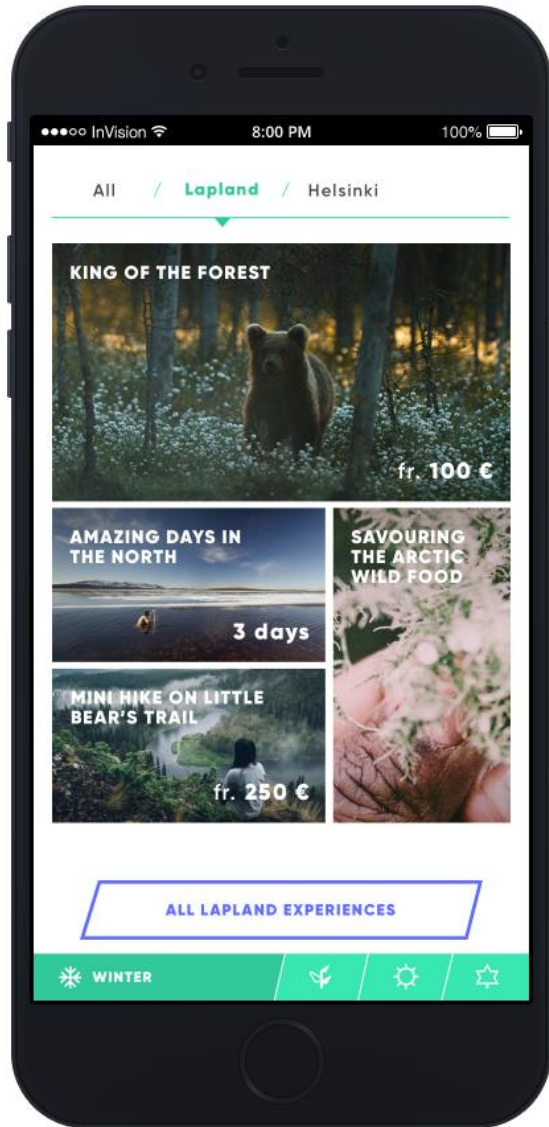 InVision 8:00 PM 100%
All / Lapland / Helsinki
KING OF THE FOREST
fr. 100 €
AMAZING DAYS IN
THE NORTH
3 days
SAVOURING
THE ARCTIC
WILD FOOD
MINI HIKE ON LITTLE
BEAR'S TRAIL
fr. 250 €
ALL LAPLAND EXPERIENCES
WINTER